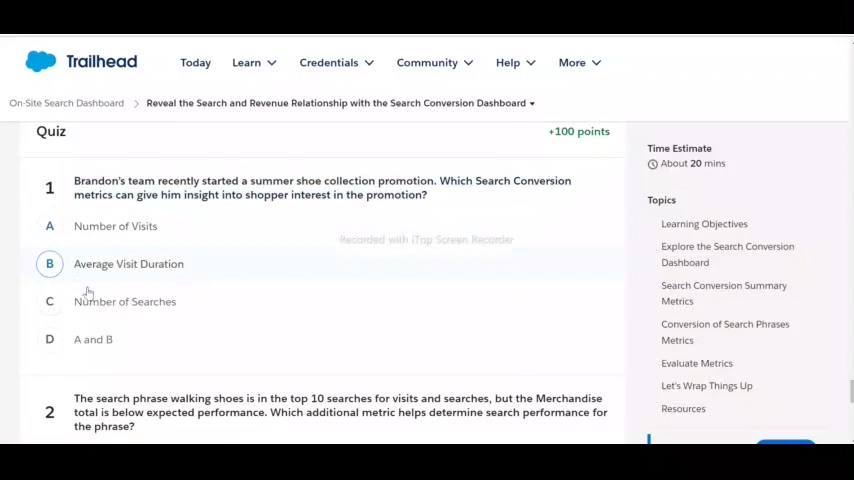 Trailhead
Today
Learn
Credentials
Community
Help
More
On-Site Search Dashboard
Reveal the Search and Revenue Relationship with the Search Conversion Dashboard
Quiz
+100 points
1
Brandon's team recently started a summer shoe collection promotion. Which Search Conversion
metrics can give him insight into shopper interest in the promotion?
A
Number of Visits
B
Average Visit Duration
C
Number of Searches
D
A and B
2
The search phrase walking shoes is in the top 10 searches for visits and searches, but the Merchandise
total is below expected performance. Which additional metric helps determine search performance for
the phrase?
Recorded with iTop Screen Recorder
Time Estimate
About 20 mins
Topics
Learning Objectives
Explore the Search Conversion
Dashboard
Search Conversion Summary
Metrics
Conversion of Search Phrases
Metrics
Evaluate Metrics
Let's Wrap Things Up
Resources